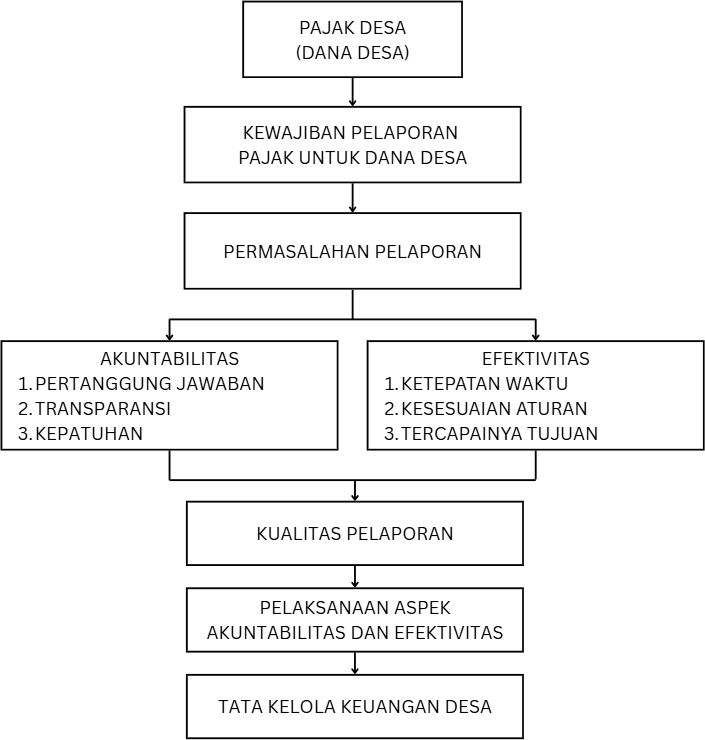 PAJAK DESA
(DANA DESA)
KEWAJIBAN PELAPORAN
PAJAK UNTUK DANA DESA
PERMASALAHAN PELAPORAN
AKUNTABILITAS
1. PERTANGGUNG JAWABAN
2. TRANSPARANSI
3. KEPATUHAN
EFEKTIVITAS
1. KETEPATAN WAKTU
2. KESESUAIAN ATURAN
3. TERCAPAINYA TUJUAN
KUALITAS PELAPORAN
PELAKSANAAN ASPEK
AKUNTABILITAS DAN EFEKTIVITAS
TATA KELOLA KEUANGAN DESA